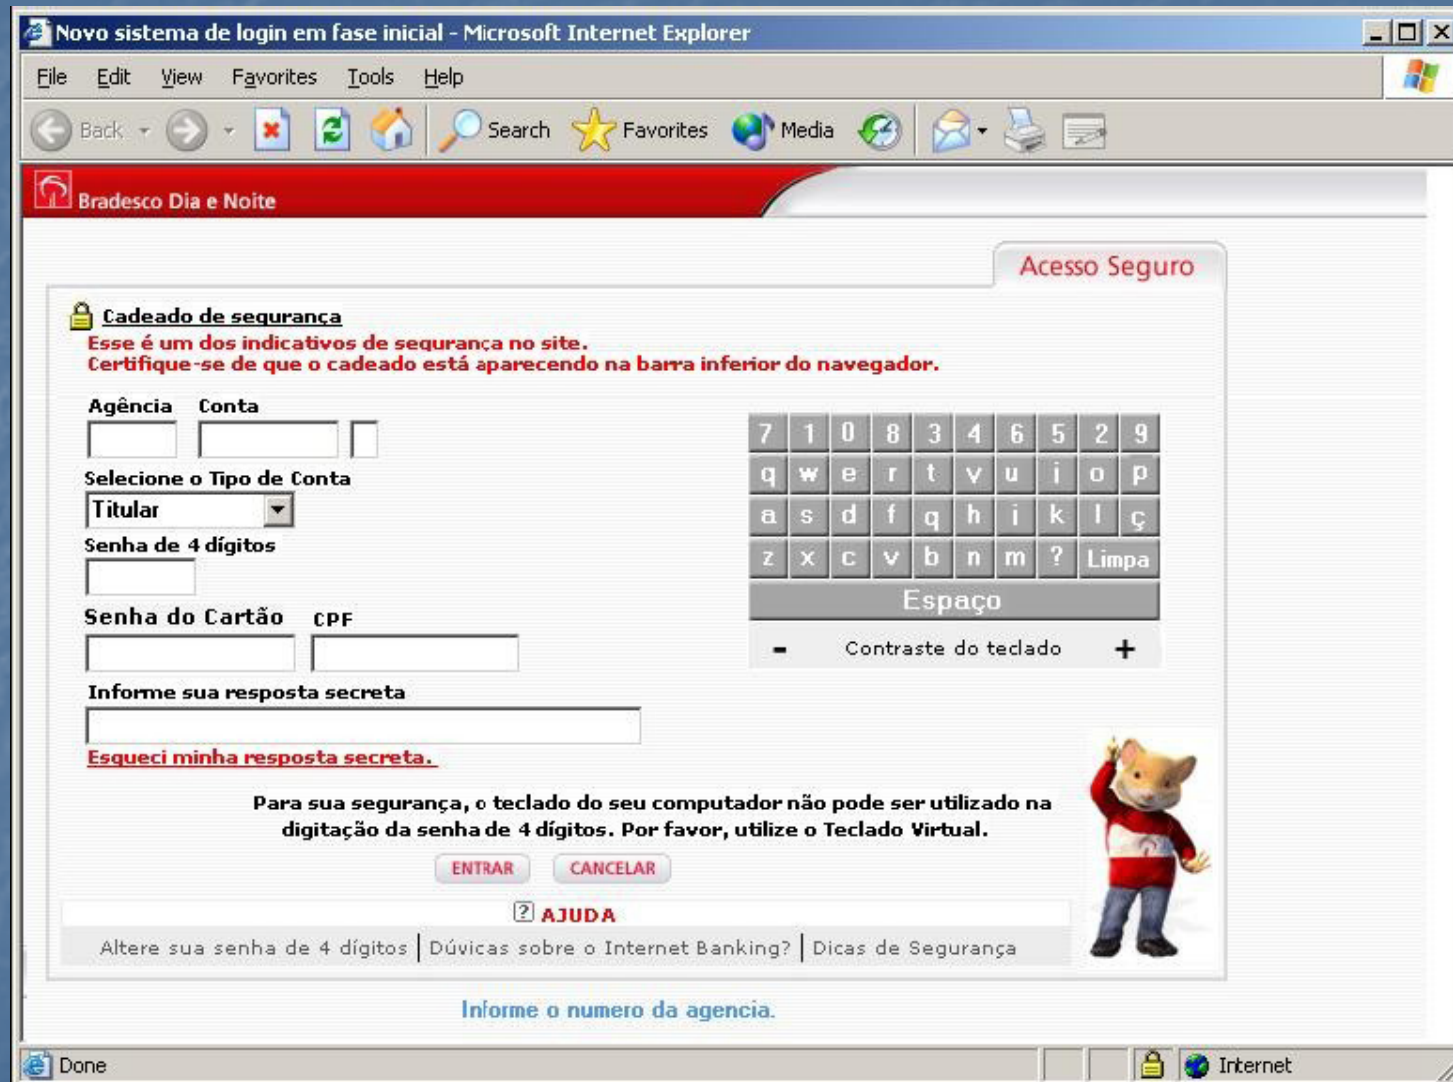 Novo sistema de login em fase inicial - Microsoft Internet Explorer
File Edit View Favorites Tools Help
Back Search Favorites Media
Bradesco Dia e Noite
Acesso Seguro
Cadeado de segurança
Esse é um dos indicativos de segurança no site.
Certifique-se de que o cadeado está aparecendo na barra inferior do navegador.
Agência Conta
Selecione o Tipo de Conta
Titular
Senha de 4 dígitos
Senha do Cartão CPF
Informe sua resposta secreta
Esqueci minha resposta secreta.
7 1 0 8 3 4 6 5 2 9
q w e r t y u i o p
a s d f g h j k l ç
z x c v b n m ? Limpa
Espaço
- Contraste do teclado +
Para sua segurança, o teclado do seu computador não pode ser utilizado na
digitação da senha de 4 dígitos. Por favor, utilize o Teclado Virtual.
ENTRAR CANCELAR
? AJUDA
Altere sua senha de 4 dígitos | Dúvicas sobre o Internet Banking? | Dicas de Segurança
Informe o numero da agencia.
Done Internet